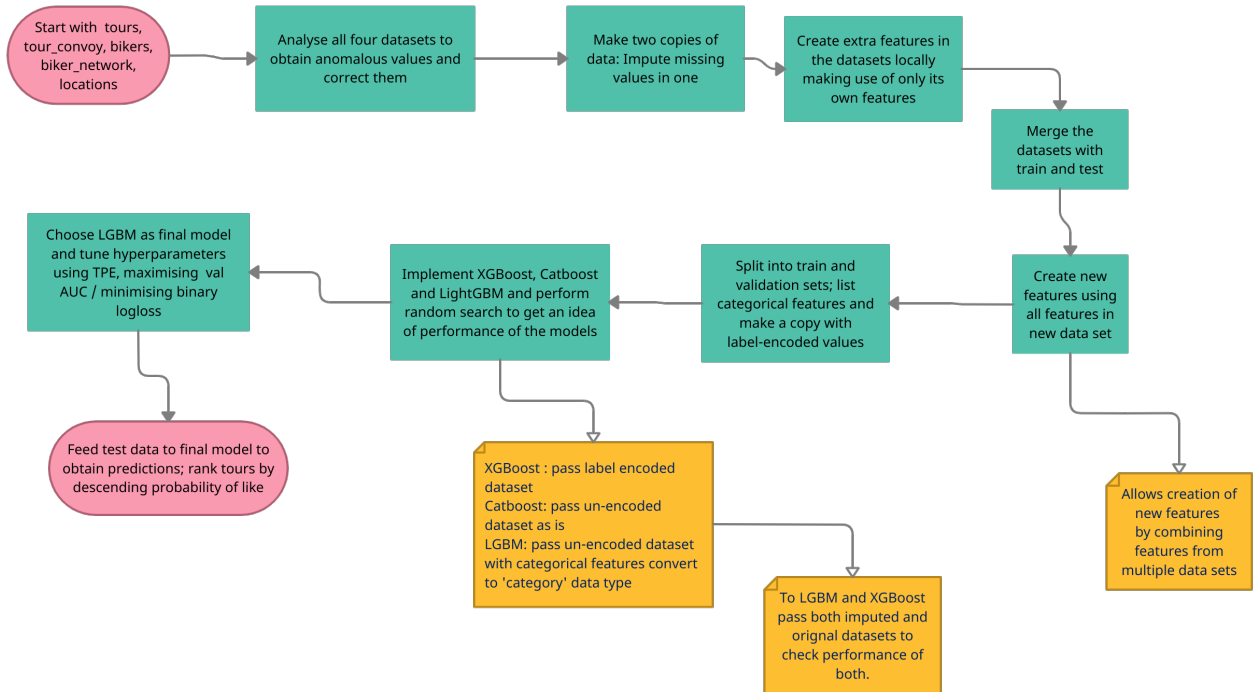 Start with tours,
tour_convoy, bikers,
biker_network,
locations
Analyse all four datasets to
obtain anomalous values and
correct them
Make two copies of
data: Impute missing
values in one
Create extra features in
the datasets locally
making use of only its
own features
Merge the
datasets with
train and test
Create new
features using
all features in
new data set
Split into train and
validation sets; list
categorical features and
make a copy with
label-encoded values
Implement XGBoost, Catboost
and LightGBM and perform
random search to get an idea
of performance of the models
Choose LGBM as final model
and tune hyperparameters
using TPE, maximising val
AUC / minimising binary
logloss
Feed test data to final model to
obtain predictions; rank tours by
descending probability of like
XGBoost : pass label encoded
dataset
Catboost: pass un-encoded
dataset as is
LGBM: pass un-encoded dataset
with categorical features convert
to 'category' data type
To LGBM and XGBoost
pass both imputed and
orignal datasets to
check performance of
both.
Allows creation of
new features
by combining
features from
multiple data sets